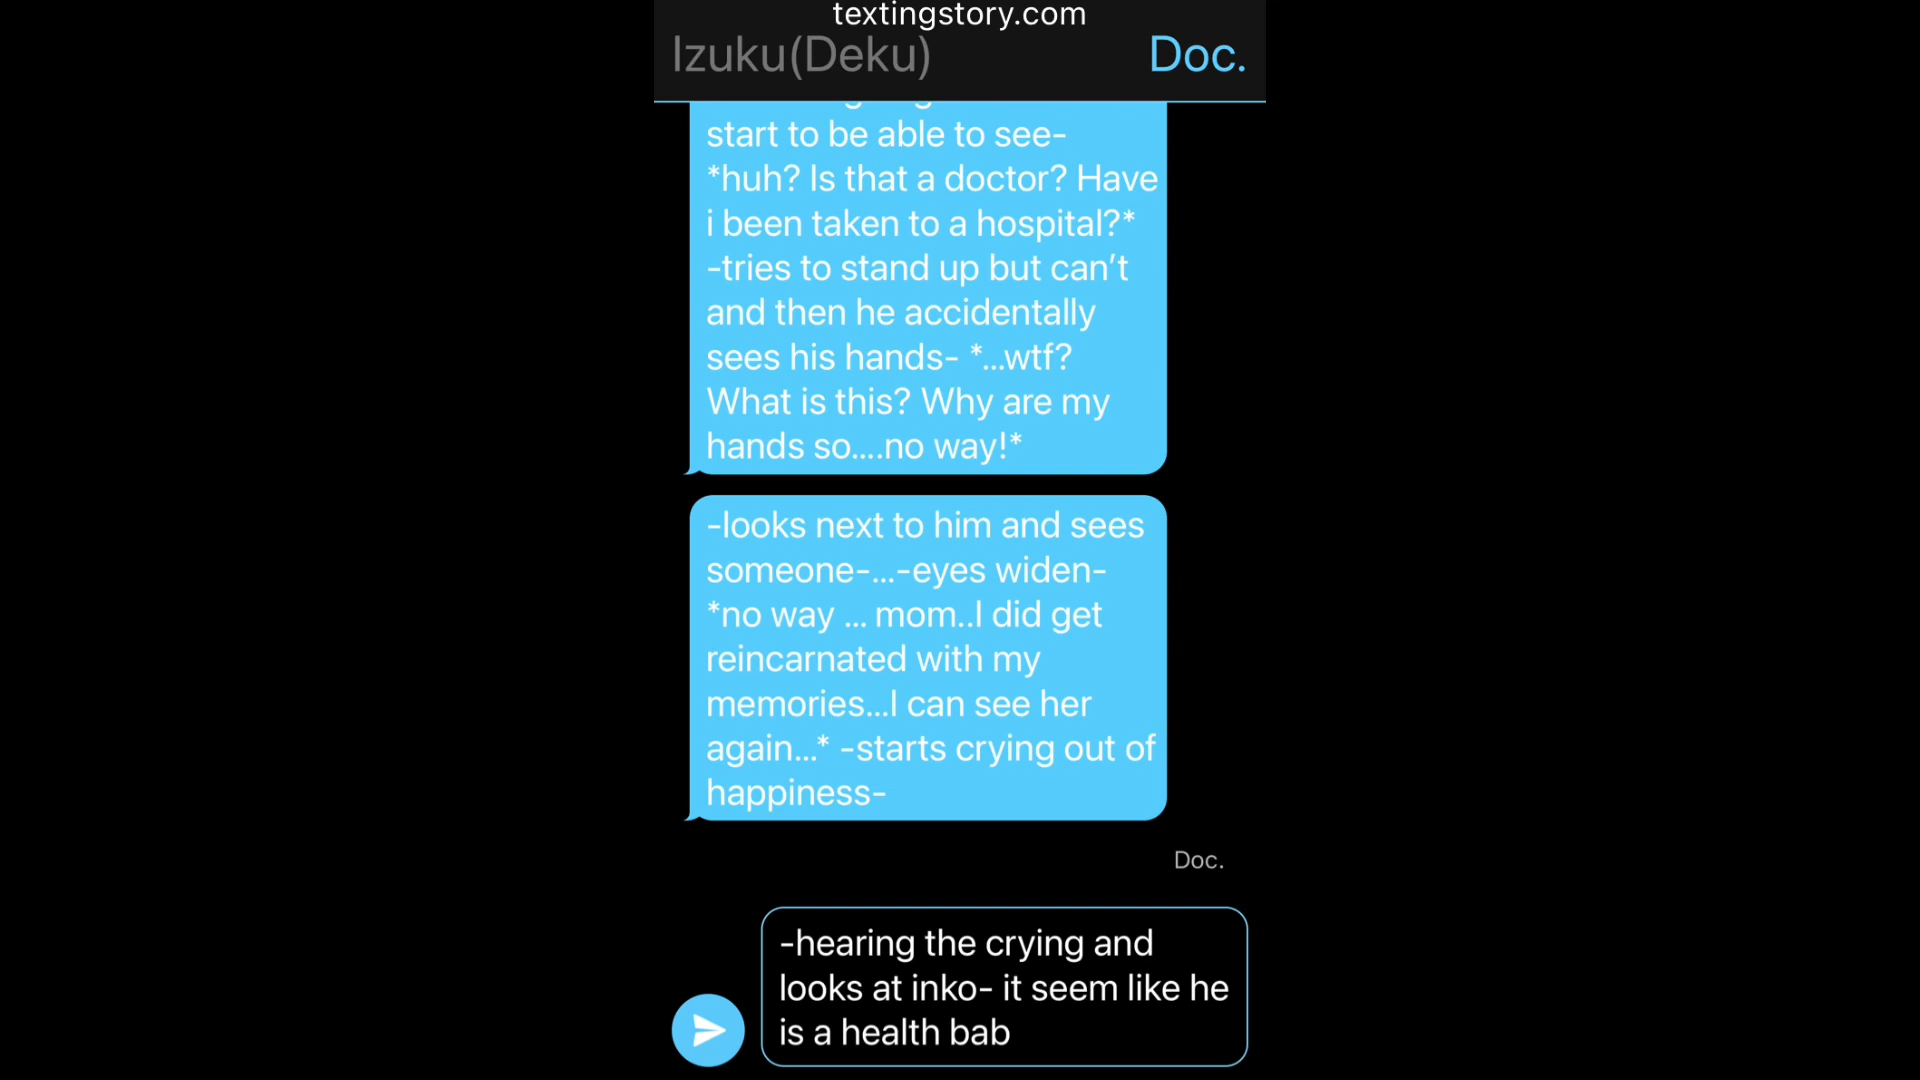 textingstory.com
Izuku(Deku)
Doc.
start to be able to see-
*huh? Is that a doctor? Have
i been taken to a hospital?*
-tries to stand up but can’t
and then he accidentally
sees his hands- *...wtf?
What is this? Why are my
hands so....no way!*
-looks next to him and sees
someone-...-eyes widen-
*no way ... mom..I did get
reincarnated with my
memories...I can see her
again...* -starts crying out of
happiness-
Doc.
-hearing the crying and
looks at inko- it seem like he
is a health bab